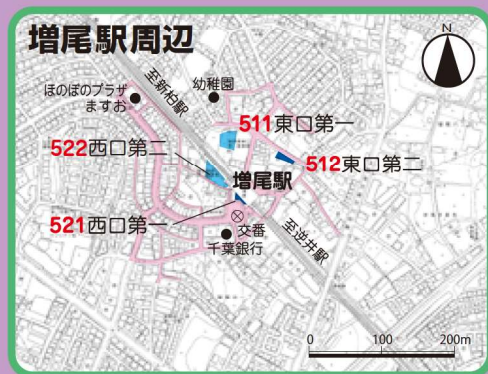 増尾駅周辺
N
至新柏駅
幼稚園
ほのぼのプラザ
ますお
511東口第一
522西口第二
512東口第二
増尾駅
521西口第一
交番
千葉銀行
至逆井駅
0 100 200m